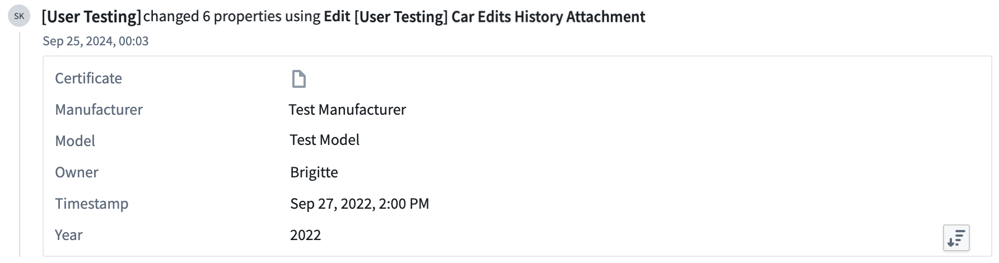 SK [User Testing] changed 6 properties using Edit [User Testing] Car Edits History Attachment
Sep 25, 2024, 00:03
Certificate
Manufacturer Test Manufacturer
Model Test Model
Owner Brigitte
Timestamp Sep 27, 2022, 2:00 PM
Year 2022